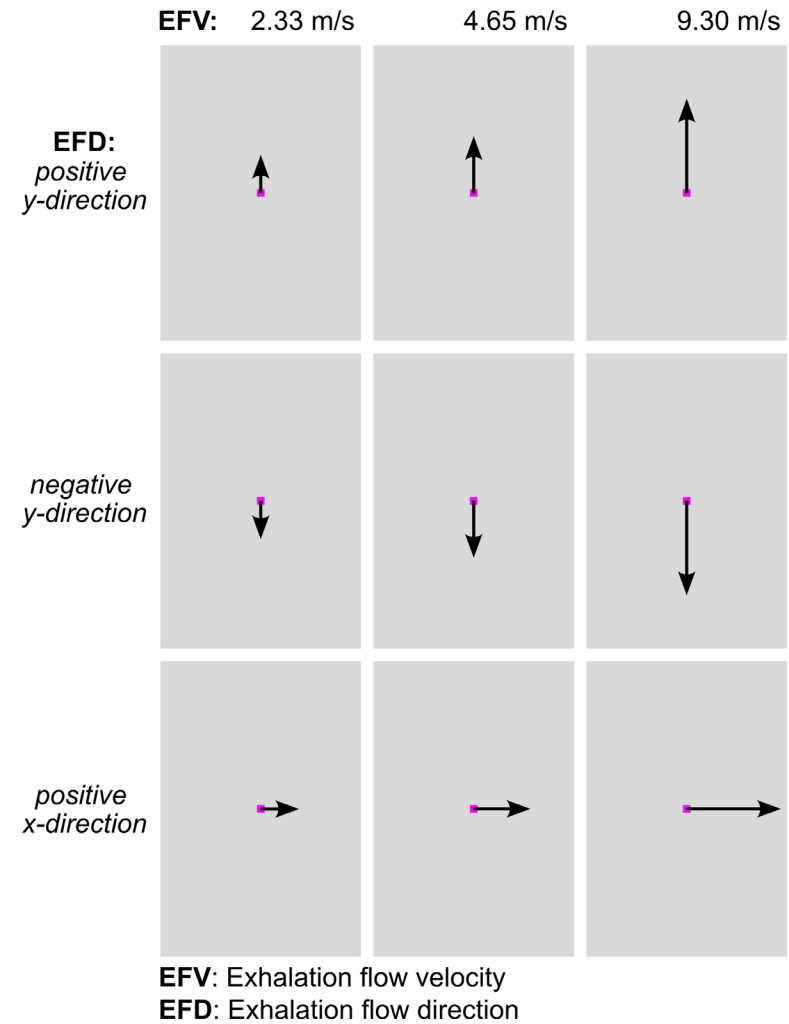 EFV: 2.33 m/s 4.65 m/s 9.30 m/s
EFD:
positive
y-direction
negative
y-direction
positive
x-direction
EFV: Exhalation flow velocity
EFD: Exhalation flow direction